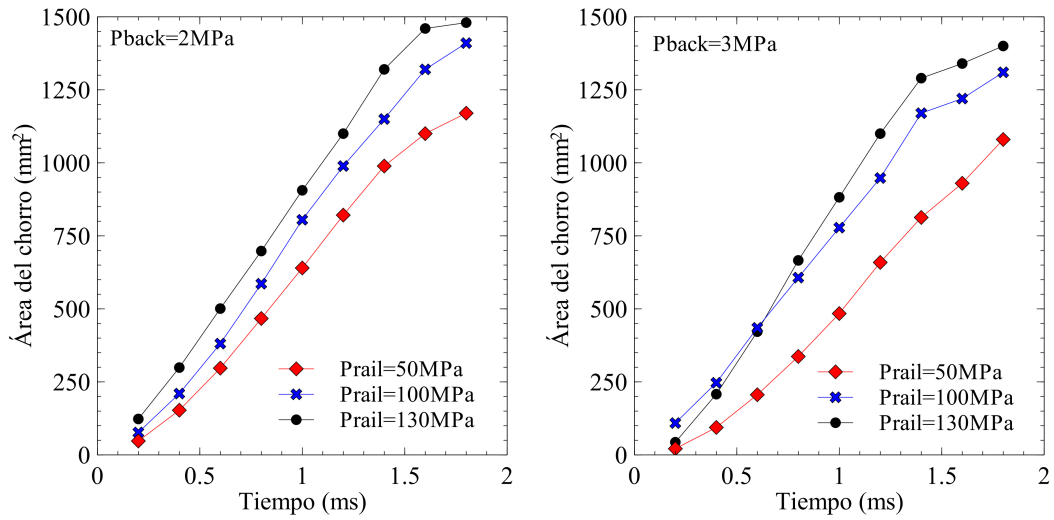 Pback=2MPa
Área del chorro (mm²)
1500
1250
1000
750
500
250
0
Prail=50MPa
Prail=100MPa
Prail=130MPa
0 0.5 1 1.5 2
Tiempo (ms)
Pback=3MPa
Área del chorro (mm²)
1500
1250
1000
750
500
250
0
Prail=50MPa
Prail=100MPa
Prail=130MPa
0 0.5 1 1.5 2
Tiempo (ms)